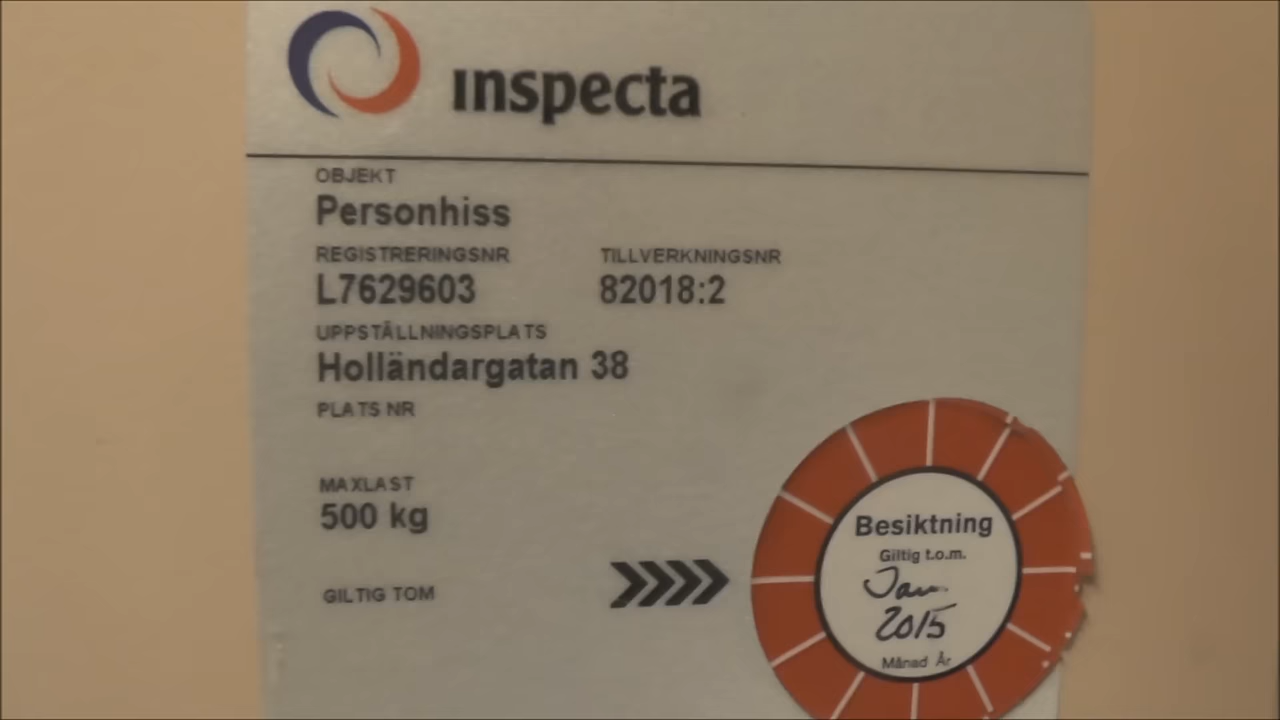 ınspecta
OBJEKT
Personhiss
REGISTRERINGSNR TILLVERKNINGSNR
L7629603 82018:2
UPPSTÄLLNINGSPLATS
Holländargatan 38
PLATS NR
MAXLAST
500 kg
GILTIG TOM
Besiktning
Giltig t.o.m.
Jan
2015
Månad År